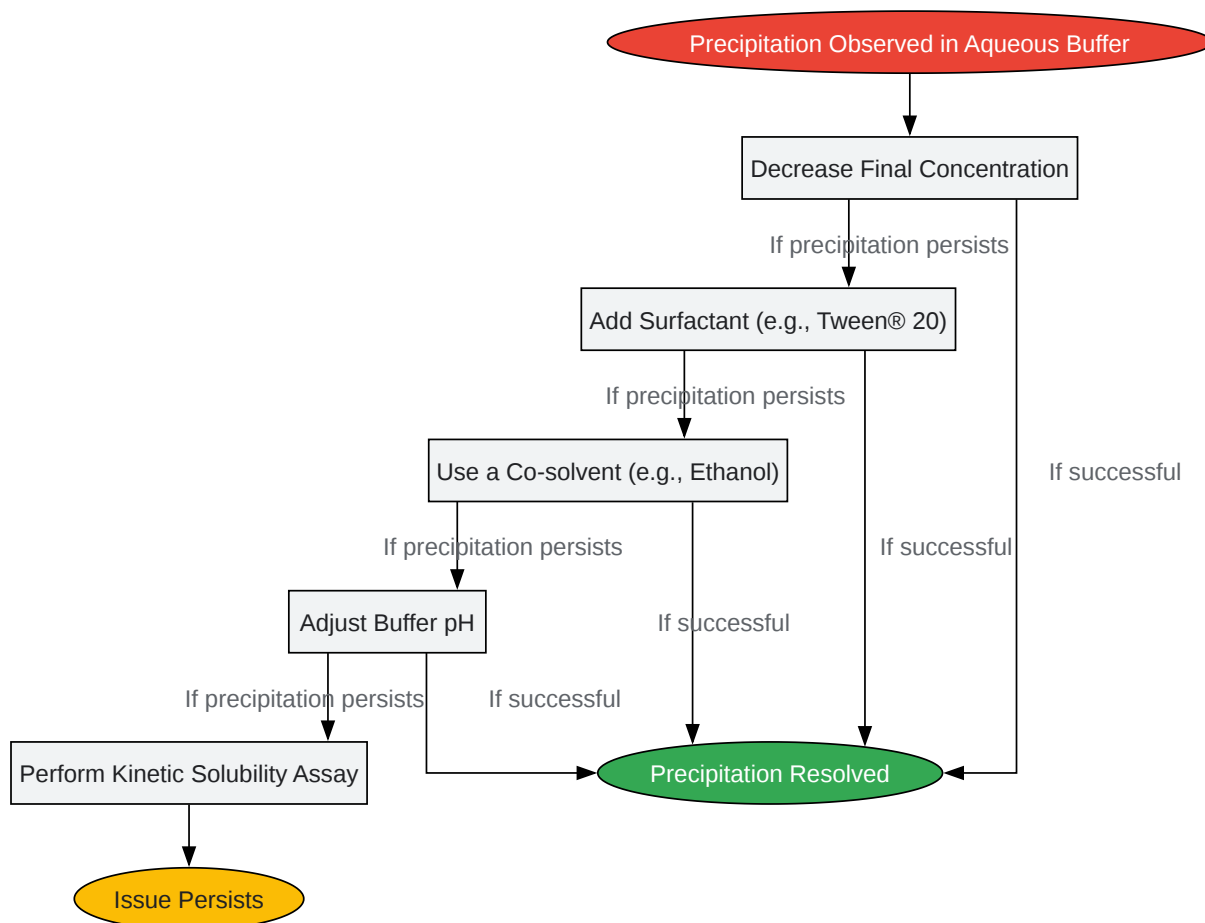 Precipitation Observed in Aqueous Buffer
Decrease Final Concentration
If precipitation persists
Add Surfactant (e.g., Tween® 20)
If precipitation persists
Use a Co-solvent (e.g., Ethanol)
If successful
If precipitation persists
If successful
Adjust Buffer pH
If successful
If precipitation persists
If successful
Perform Kinetic Solubility Assay
Precipitation Resolved
Issue Persists